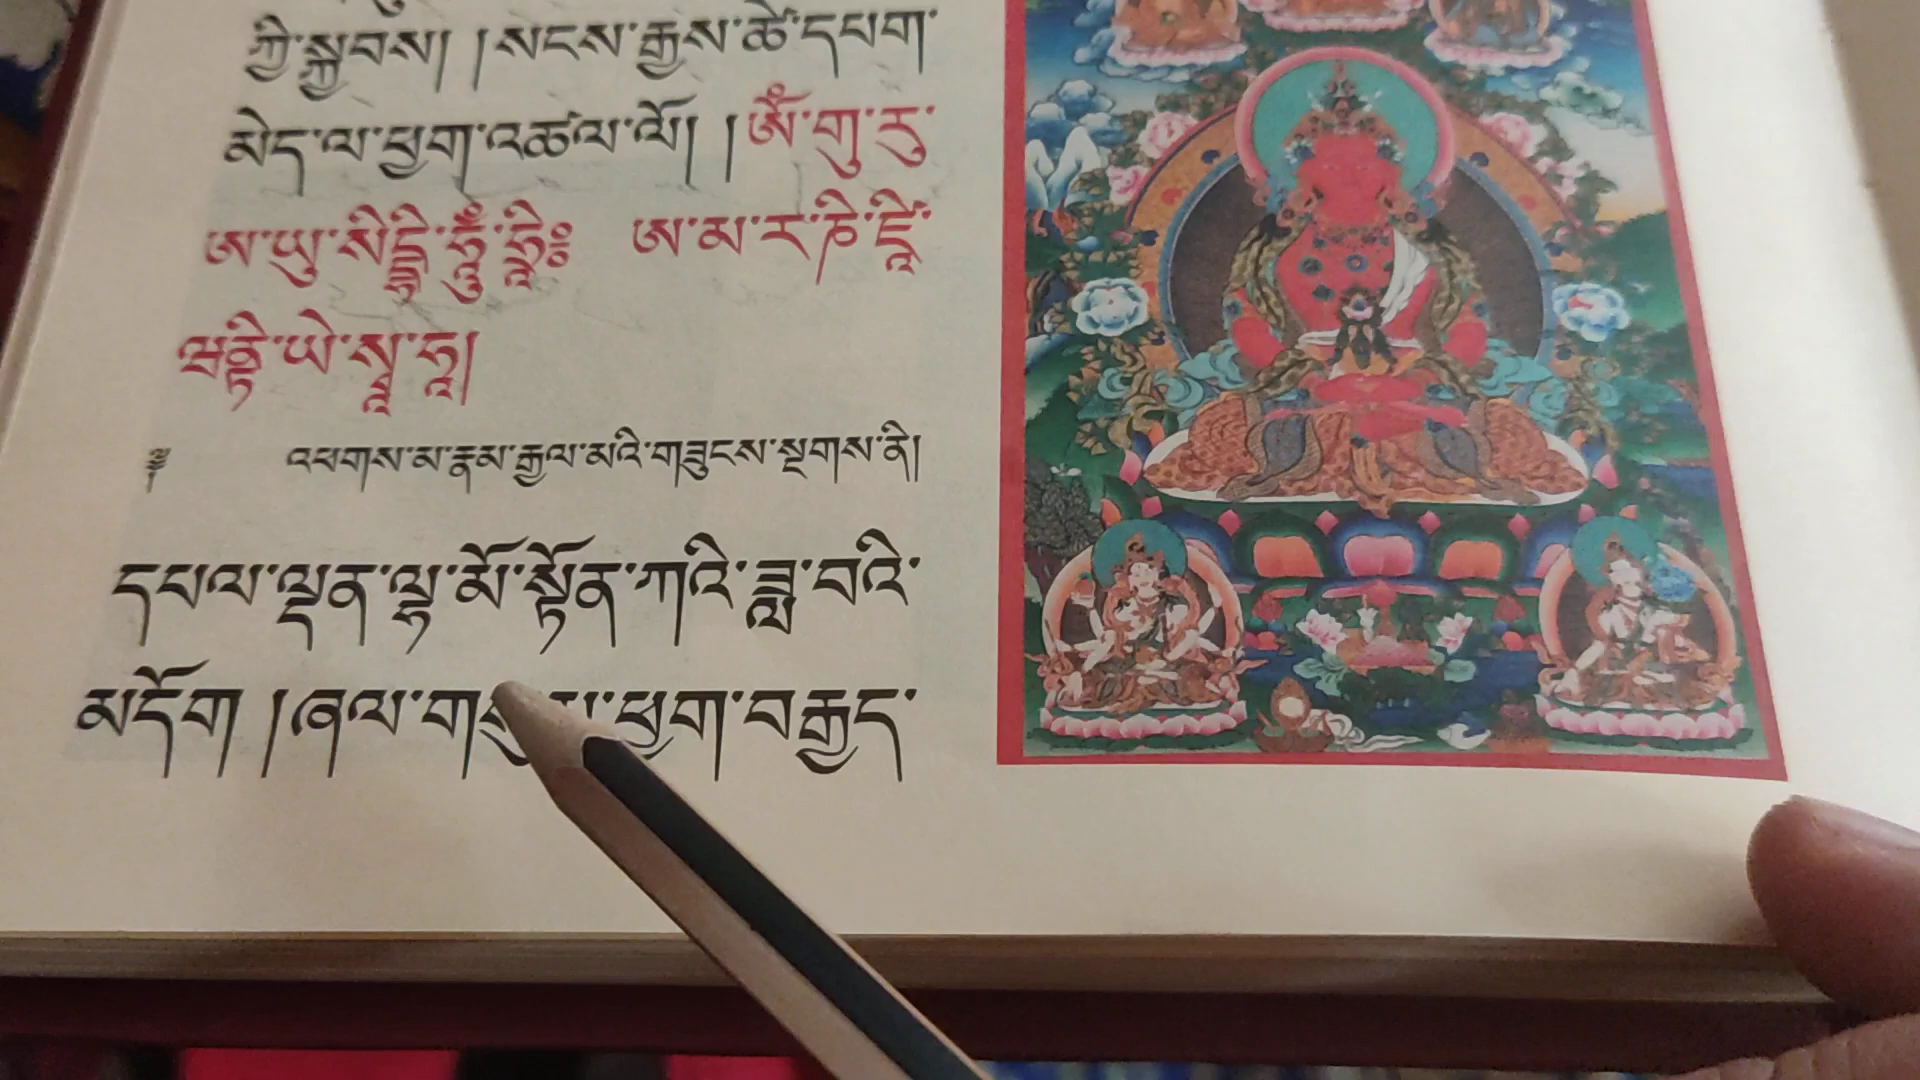 ཀྱི་སྐྱབས། །སངས་རྒྱས་ཚེ་དཔག་
མེད་ལ་ཕྱག་འཚལ་ལོ། །ཨོཾ་གུ་རུ་
ཨ་ཡུ་སིདྡྷི་ཧཱུྃ་ཧྲཱིཿ ཨ་མ་ར་ཎི་ཛཱི་
ཝནྟི་ཡེ་སྭཱ་ཧཱ།
༈ འཕགས་མ་རྣམ་རྒྱལ་མའི་གཟུངས་སྔགས་ནི།
དཔལ་ལྡན་ལྷ་མོ་སྟོན་ཀའི་ཟླ་བའི་
མདོག །ཞལ་ ཕྱག་བརྒྱད་